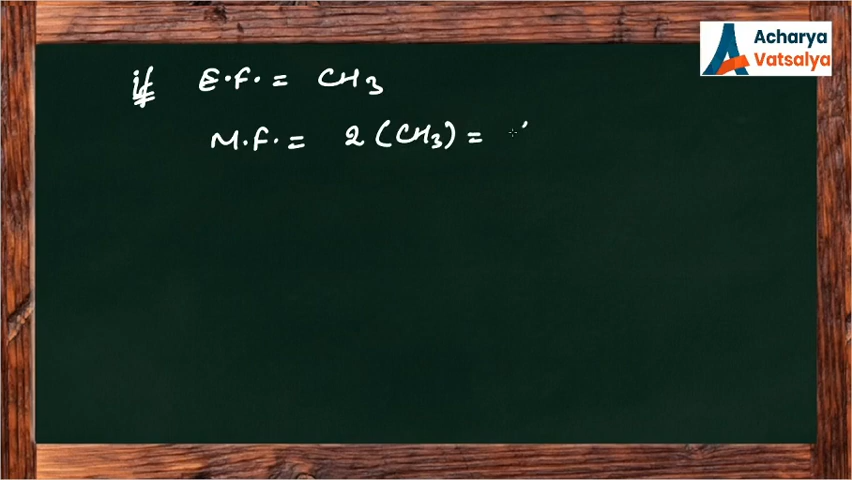 Acharya
Vatsalya
if E.f. = CH3
M.f. = 2 (CH3) =